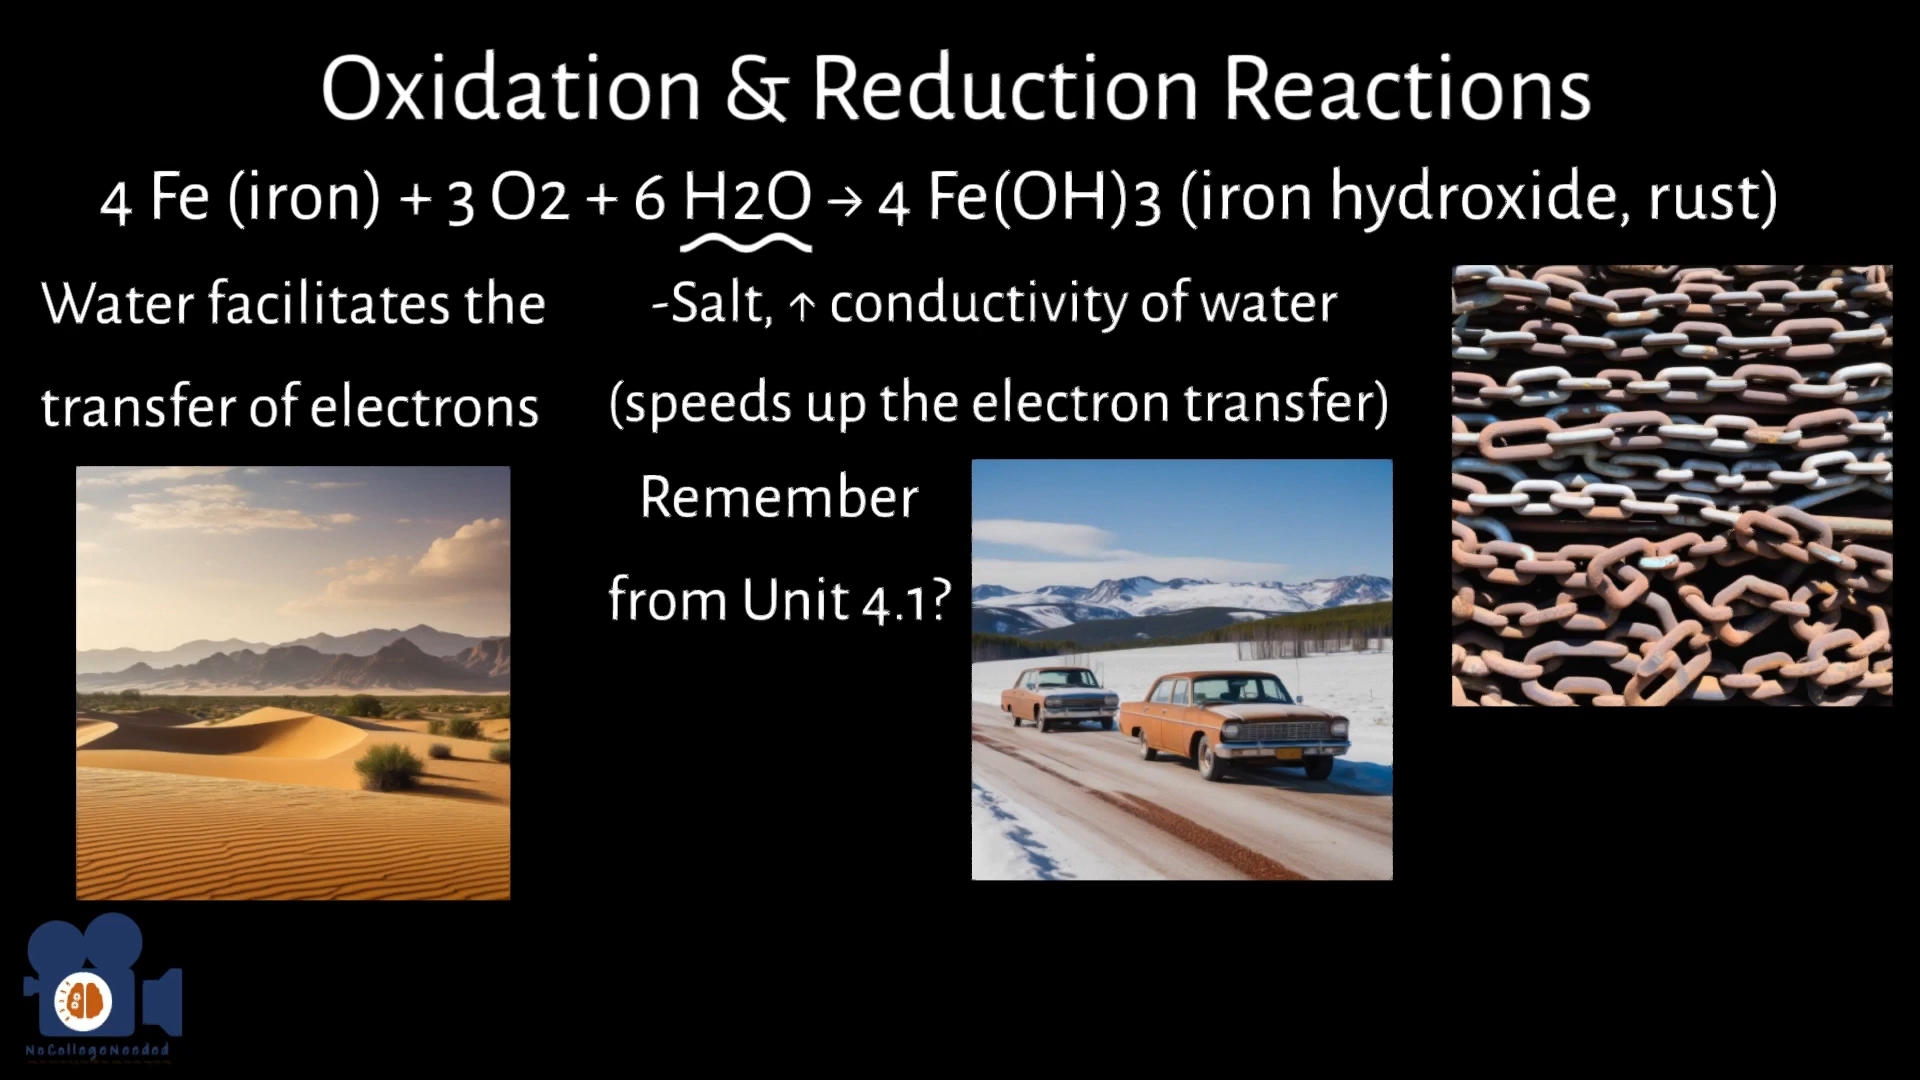 Oxidation & Reduction Reactions
4 Fe (iron) + 3 O2 + 6 H2O → 4 Fe(OH)3 (iron hydroxide, rust)
Water facilitates the
transfer of electrons
-Salt, ↑ conductivity of water
(speeds up the electron transfer)
Remember
from Unit 4.1?
NoCollegeNeeded